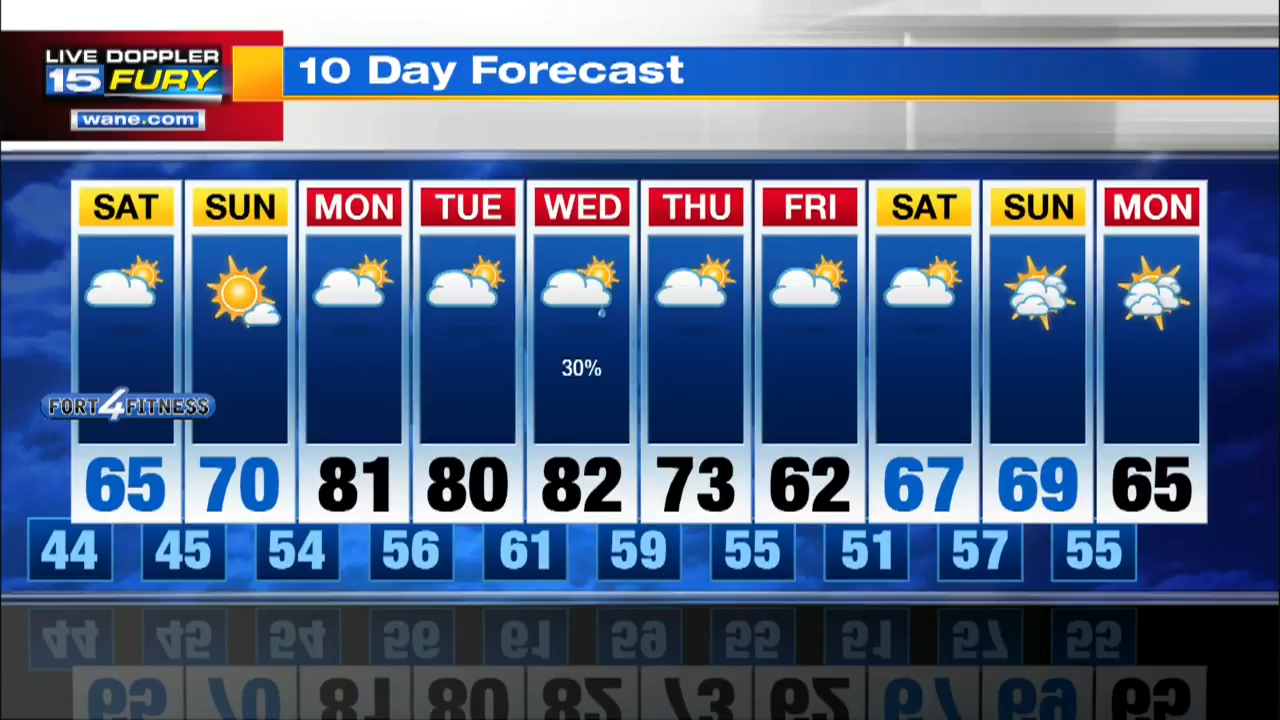 LIVE DOPPLER
15 FURY
wane.com
10 Day Forecast
SAT SUN MON TUE WED THU FRI SAT SUN MON
30%
FORT4FITNESS
65 70 81 80 82 73 62 67 69 65
44 45 54 56 61 59 55 51 57 55